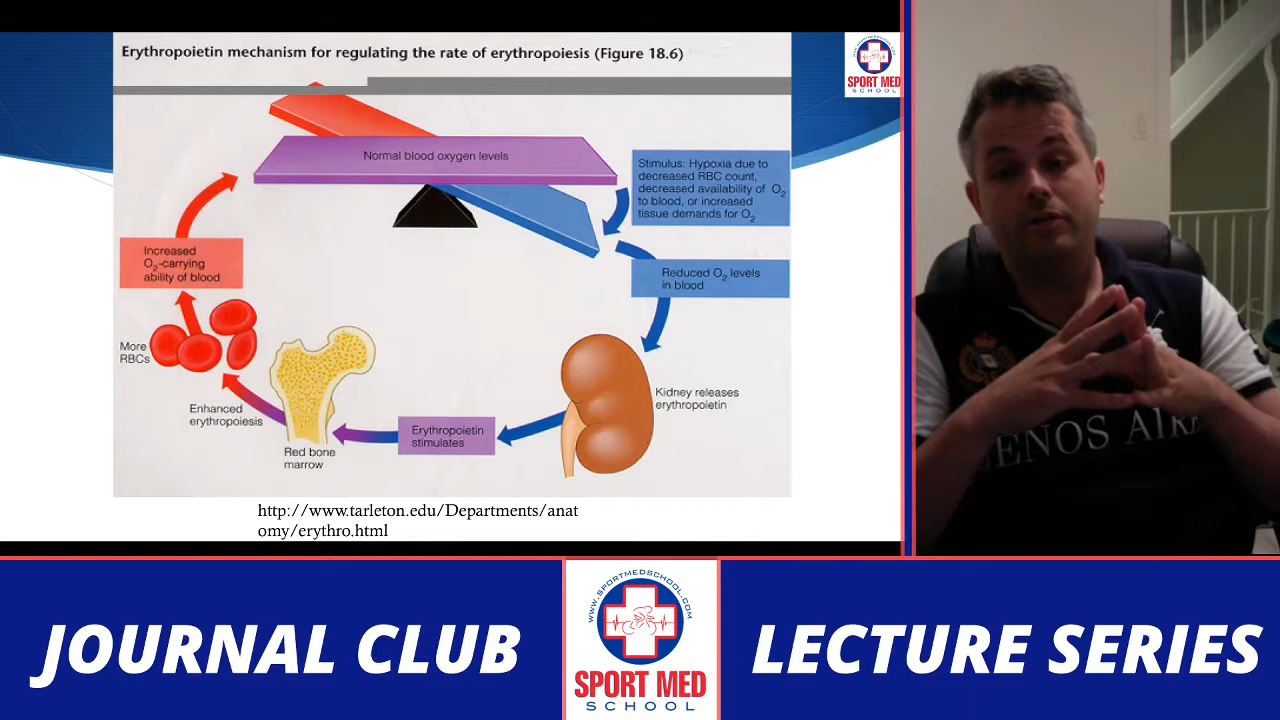 Erythropoietin mechanism for regulating the rate of erythropoiesis (Figure 18.6)
SPORT MED
SCHOOL
Normal blood oxygen levels
Stimulus: Hypoxia due to
decreased RBC count,
decreased availability of O₂
to blood, or increased
tissue demands for O₂
Increased
O₂-carrying
ability of blood
Reduced O₂ levels
in blood
More
RBCs
Kidney releases
erythropoietin
Enhanced
erythropoiesis
Erythropoietin
stimulates
Red bone
marrow
http://www.tarleton.edu/Departments/anat
omy/erythro.html
ENOS AIR
JOURNAL CLUB
WWW.SPORTMEDSCHOOL.COM
SPORT MED
SCHOOL
LECTURE SERIES